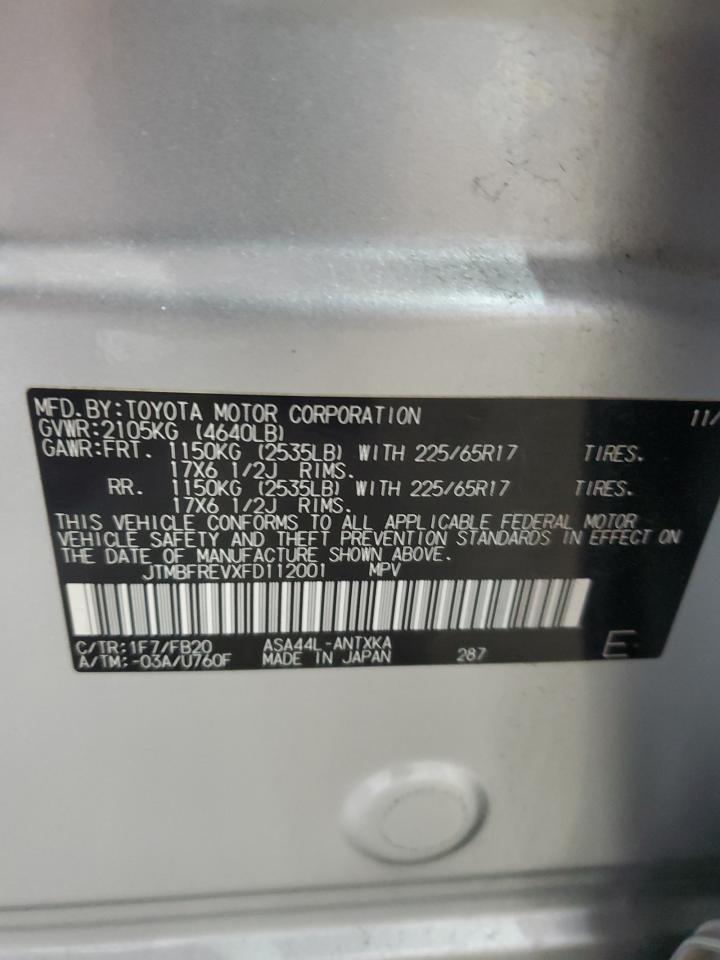 MFD.BY:TOYOTA MOTOR CORPORATION 11/
GVWR:2105KG (4640LB)
GAWR:FRT. 1150KG (2535LB) WITH 225/65R17 TIRES.
17X6 1/2J RIMS.
RR. 1150KG (2535LB) WITH 225/65R17 TIRES.
17X6 1/2J RIMS.
THIS VEHICLE CONFORMS TO ALL APPLICABLE FEDERAL MOTOR
VEHICLE SAFETY AND THEFT PREVENTION STANDARDS IN EFFECT ON
THE DATE OF MANUFACTURE SHOWN ABOVE.
JTMBFREVXFD112001 MPV
C/TR:1F7/FB20 ASA44L-ANTXKA
A/TM:-03A/U760F MADE IN JAPAN 287 E